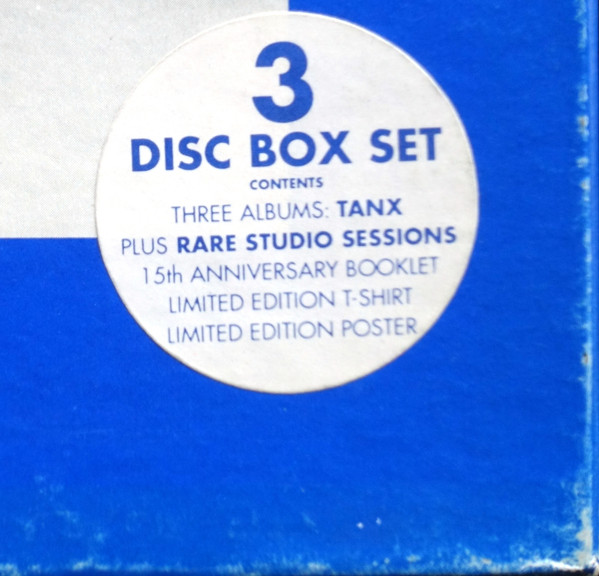 3
DISC BOX SET
CONTENTS
THREE ALBUMS: TANX
PLUS RARE STUDIO SESSIONS
15th ANNIVERSARY BOOKLET
LIMITED EDITION T-SHIRT
LIMITED EDITION POSTER